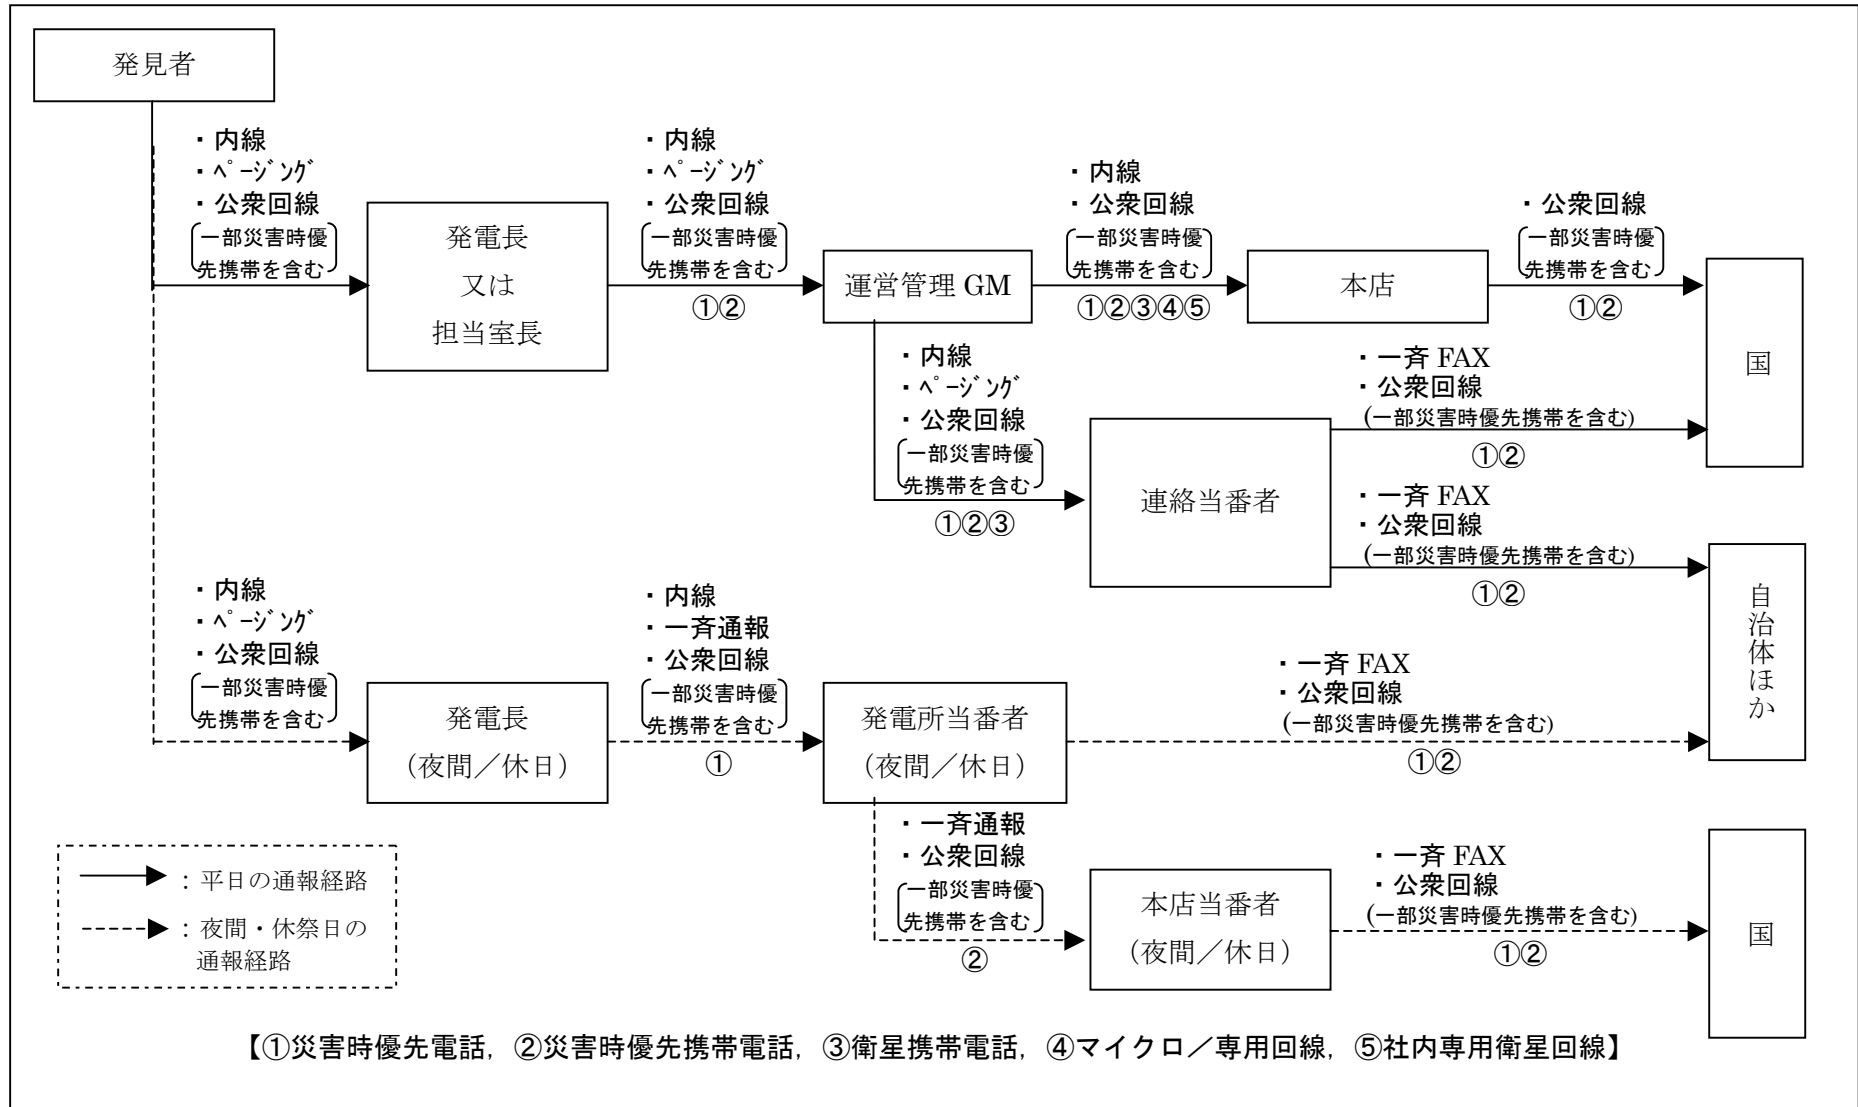 発見者
・内線
・ﾍﾟｰｼﾞﾝｸﾞ
・公衆回線
一部災害時優
先携帯を含む
発電長
又は
担当室長
・内線
・ﾍﾟｰｼﾞﾝｸﾞ
・公衆回線
一部災害時優
先携帯を含む
①②
運営管理 GM
・内線
・公衆回線
一部災害時優
先携帯を含む
①②③④⑤
本店
・公衆回線
一部災害時優
先携帯を含む
①②
国
・内線
・ﾍﾟｰｼﾞﾝｸﾞ
・公衆回線
一部災害時優
先携帯を含む
①②③
連絡当番者
・一斉 FAX
・公衆回線
(一部災害時優先携帯を含む)
①②
・一斉 FAX
・公衆回線
(一部災害時優先携帯を含む)
①②
自治体ほか
・内線
・ﾍﾟｰｼﾞﾝｸﾞ
・公衆回線
一部災害時優
先携帯を含む
発電長
（夜間／休日）
・内線
・一斉通報
・公衆回線
一部災害時優
先携帯を含む
①
発電所当番者
（夜間／休日）
・一斉 FAX
・公衆回線
(一部災害時優先携帯を含む)
①②
・一斉通報
・公衆回線
一部災害時優
先携帯を含む
②
本店当番者
（夜間／休日）
・一斉 FAX
・公衆回線
(一部災害時優先携帯を含む)
①②
国
：平日の通報経路
：夜間・休祭日の
通報経路
【①災害時優先電話，②災害時優先携帯電話，③衛星携帯電話，④マイクロ／専用回線，⑤社内専用衛星回線】